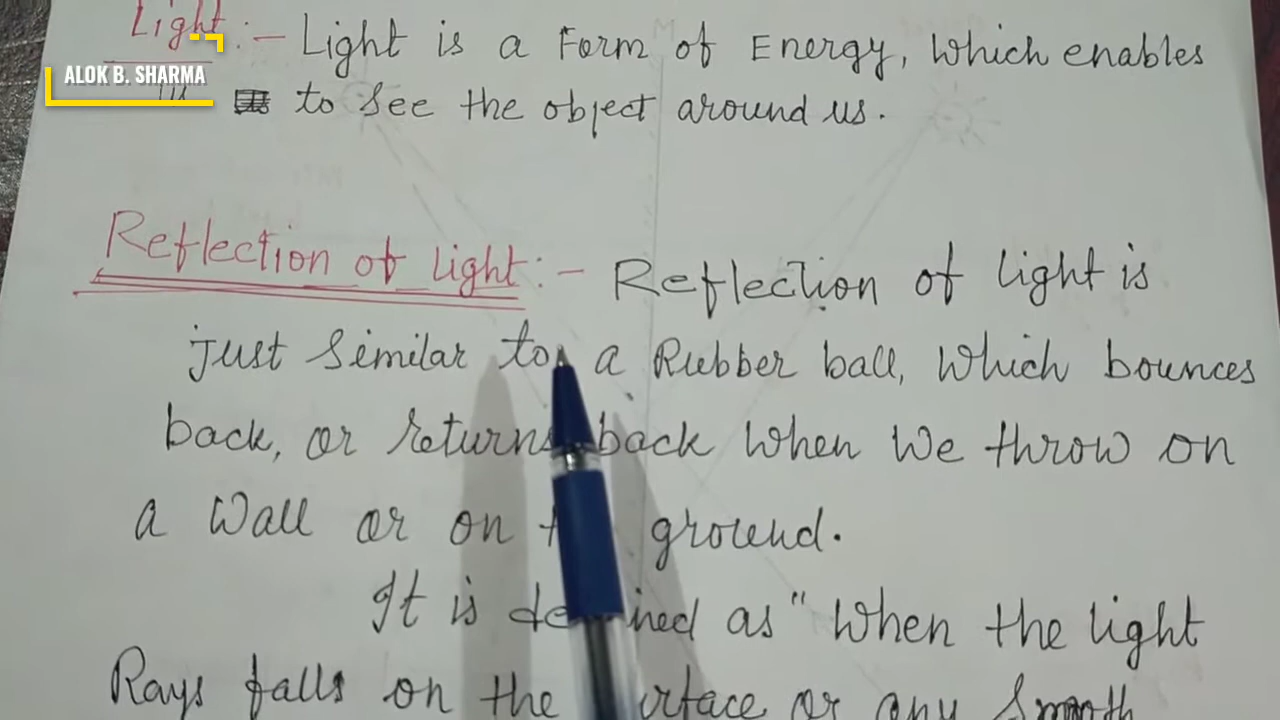 Light :- Light is a Form of Energy, which enables
ALOK B. SHARMA
to See the object around us.
Reflection of light :- Reflection of light is
just Similar to a Rubber ball, which bounces
back, or returns back when we throw on
a Wall or on ground.
It is as "When the light
Rays falls on the or any Smooth